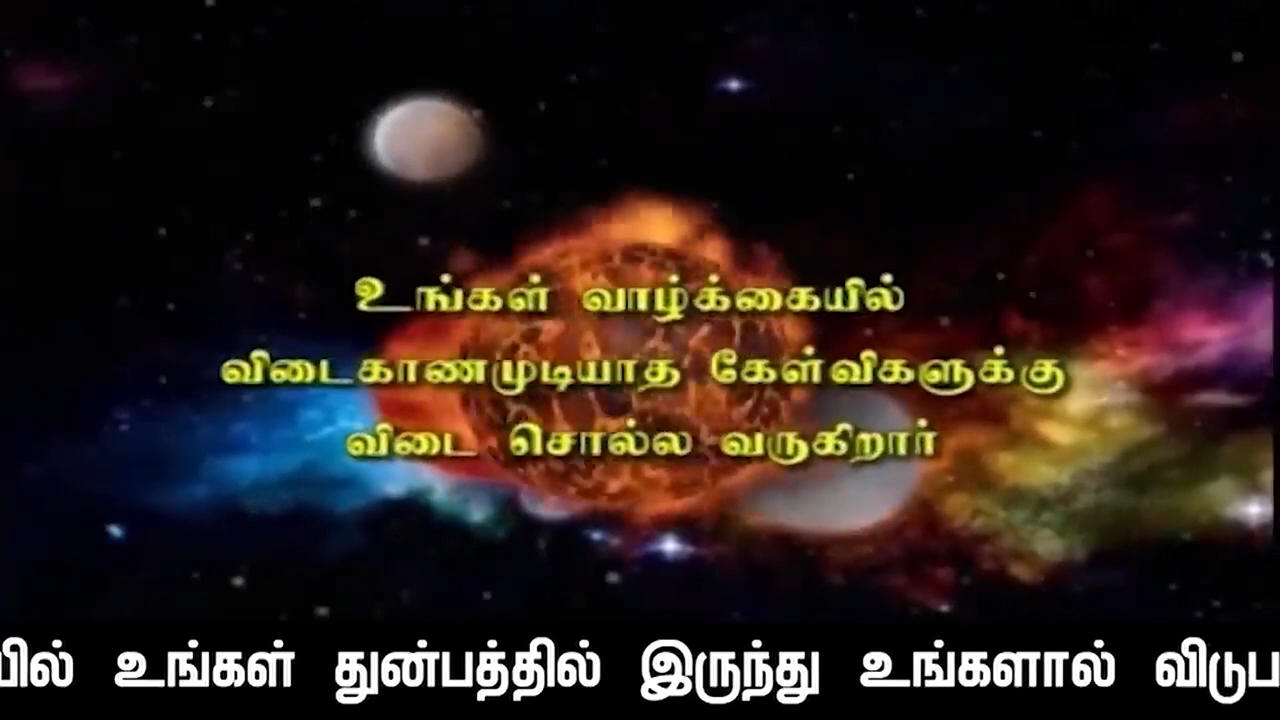 உங்கள் வாழ்க்கையில்
விடைகாணமுடியாத கேள்விகளுக்கு
விடை சொல்ல வருகிறார்
யில் உங்கள் துன்பத்தில் இருந்து உங்களால் விடுப